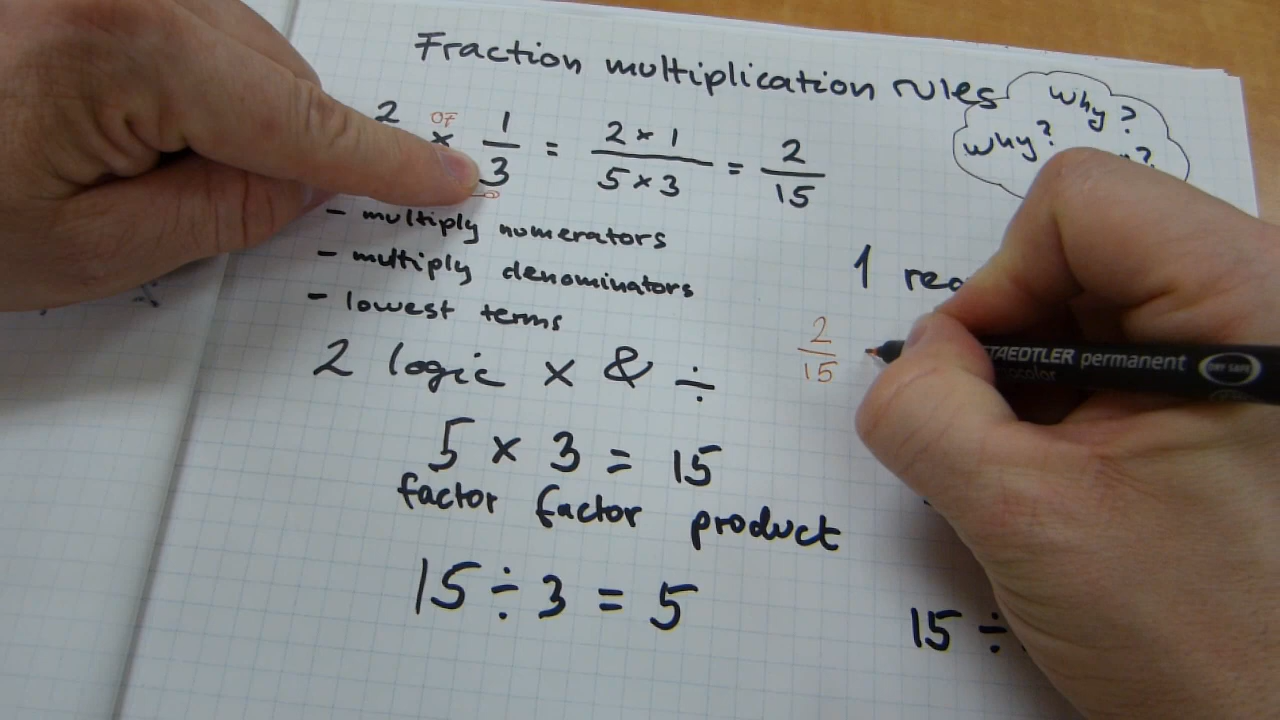 Fraction multiplication rules
why?
why?
OF
2 × 1/3 = 2 × 1/5 × 3 = 2/15
- multiply numerators
- multiply denominators
- lowest terms
1
2/15
STAEDTLER permanent
DRY SAFE
2 logic × & ÷
5 × 3 = 15
factor factor product
15 ÷ 3 = 5
15 ÷